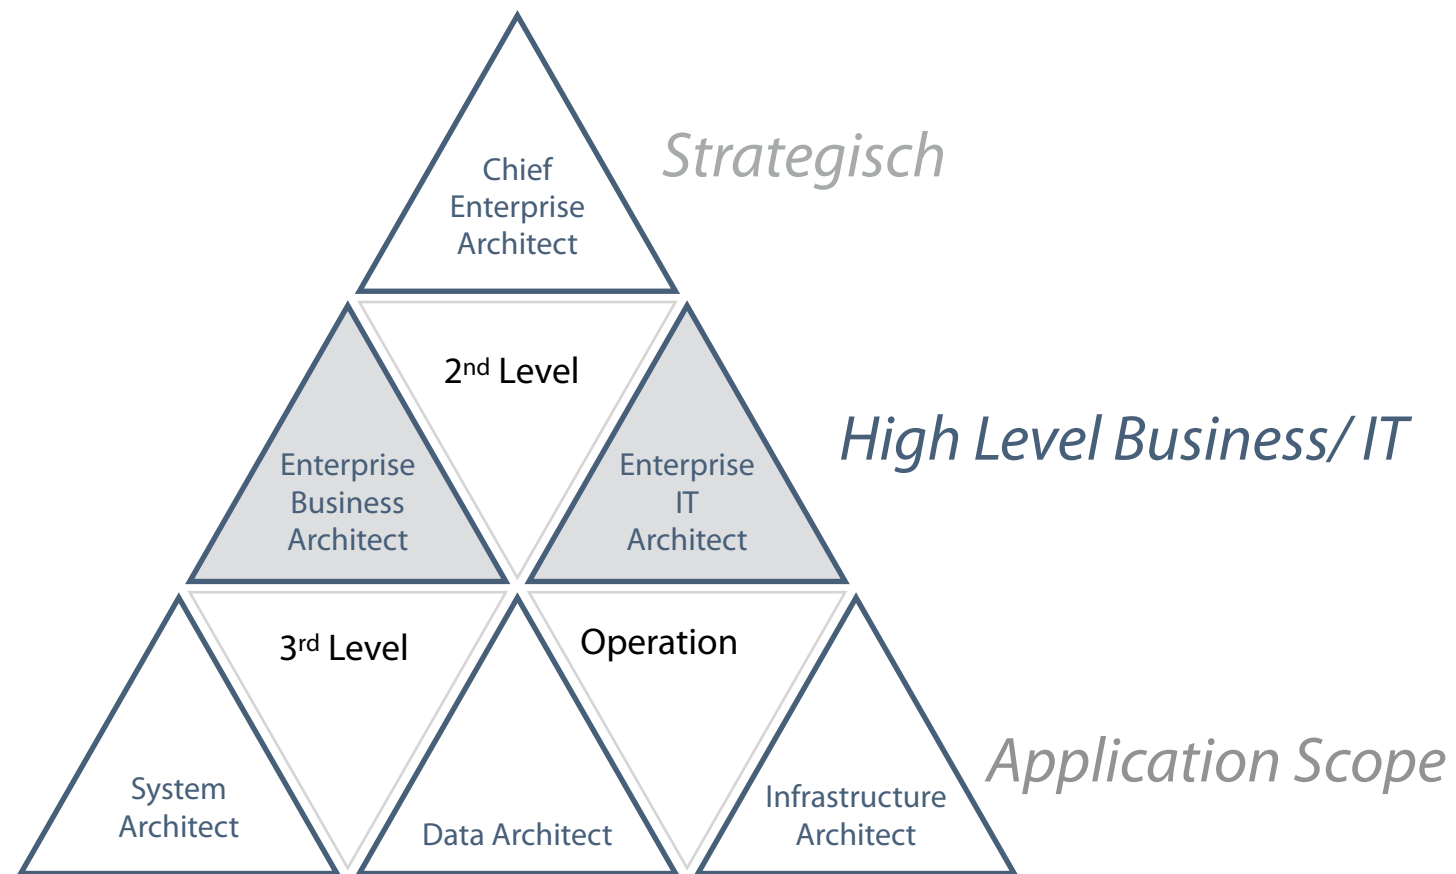 Strategisch
Chief
Enterprise
Architect
2nd Level
High Level Business/ IT
Enterprise
Business
Architect
Enterprise
IT
Architect
3rd Level
Operation
Application Scope
System
Architect
Data Architect
Infrastructure
Architect